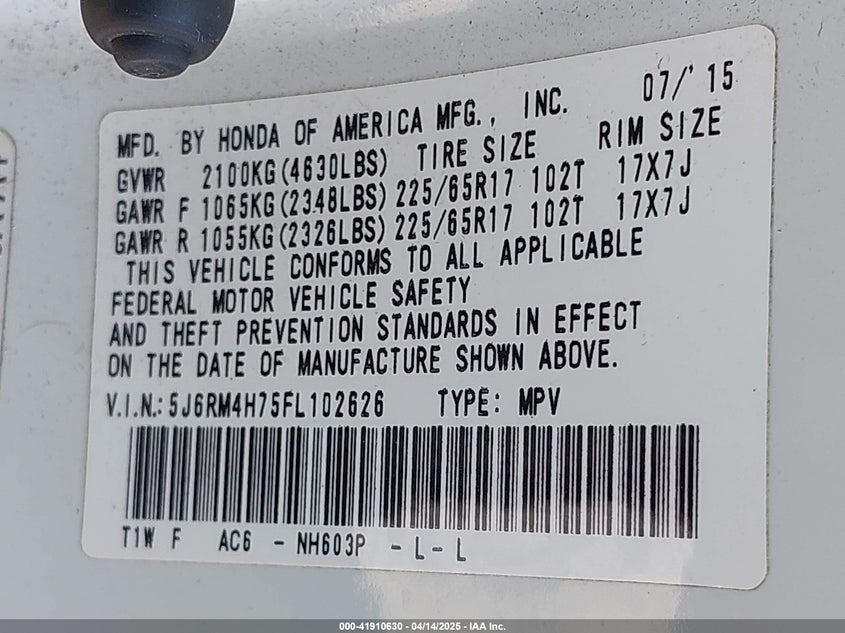 07/'15
MFD. BY HONDA OF AMERICA MFG., INC.
GVWR 2100KG(4630LBS) TIRE SIZE RIM SIZE
GAWR F 1065KG(2348LBS) 225/65R17 102T 17X7J
GAWR R 1055KG(2326LBS) 225/65R17 102T 17X7J
THIS VEHICLE CONFORMS TO ALL APPLICABLE
FEDERAL MOTOR VEHICLE SAFETY
AND THEFT PREVENTION STANDARDS IN EFFECT
ON THE DATE OF MANUFACTURE SHOWN ABOVE.
V.I.N.: 5J6RM4H75FL102626 TYPE: MPV
T1W F AC6 - NH603P - L - L
000-41910630 - 04/14/2025 - IAA Inc.